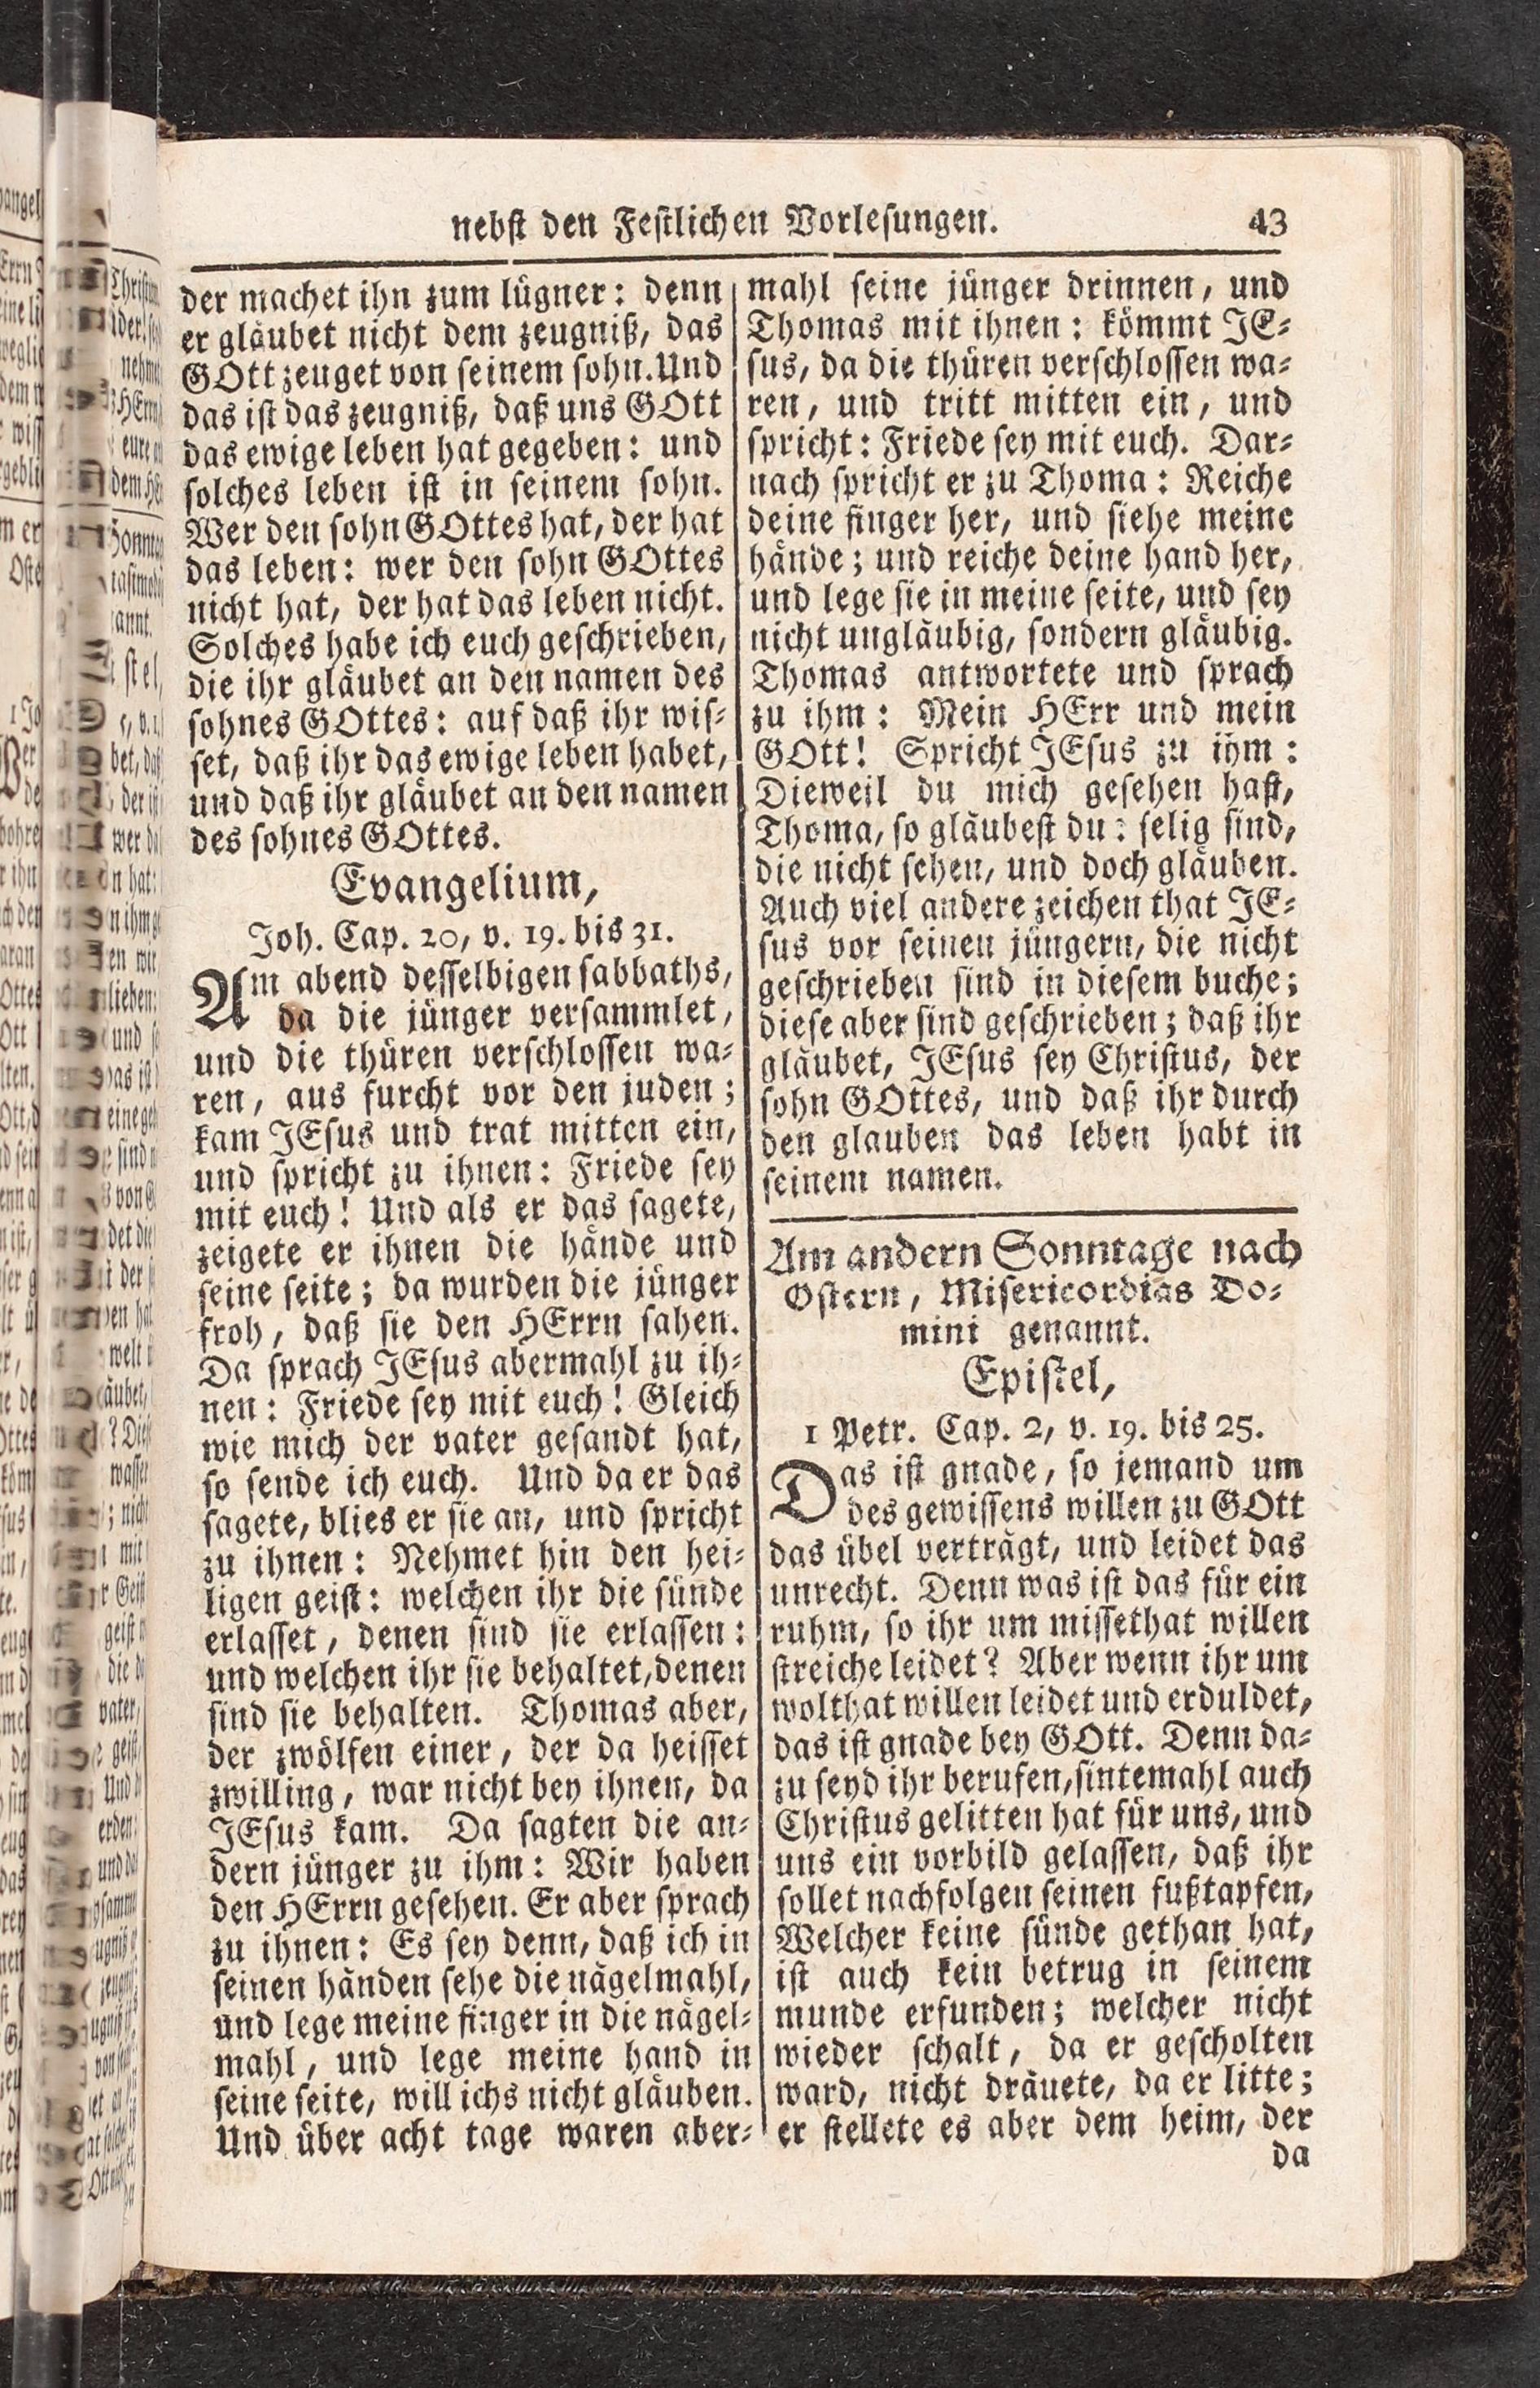 nebst den Festlichen Vorlesungen. 43
der machet ihn zum lügner: denn
er gläubet nicht dem zeugniß, das
GOtt zeuget von seinem sohn. Und
das ist das zeugniß, daß uns GOtt
das ewige leben hat gegeben: und
solches leben ist in seinem sohn.
Wer den sohn GOttes hat, der hat
das leben: wer den sohn GOttes
nicht hat, der hat das leben nicht.
Solches habe ich euch geschrieben,
die ihr gläubet an den namen des
sohnes GOttes: auf daß ihr wis-
set, daß ihr das ewige leben habet,
und daß ihr gläubet an den namen
des sohnes GOttes.
Evangelium,
Joh. Cap. 20, v. 19. bis 31.
Am abend desselbigen sabbaths,
da die jünger versammlet,
und die thüren verschlossen wa-
ren, aus furcht vor den juden;
kam JEsus und trat mitten ein,
und spricht zu ihnen: Friede sey
mit euch! Und als er das sagete,
zeigete er ihnen die hände und
seine seite; da wurden die jünger
froh, daß sie den HErrn sahen.
Da sprach JEsus abermahl zu ih-
nen: Friede sey mit euch! Gleich
wie mich der vater gesandt hat,
so sende ich euch. Und da er das
sagete, blies er sie an, und spricht
zu ihnen: Nehmet hin den hei-
ligen geist: welchen ihr die sünde
erlasset, denen sind sie erlassen:
und welchen ihr sie behaltet, denen
sind sie behalten. Thomas aber,
der zwölfen einer, der da heisset
zwilling, war nicht bey ihnen, da
JEsus kam. Da sagten die an-
dern jünger zu ihm: Wir haben
den HErrn gesehen. Er aber sprach
zu ihnen: Es sey denn, daß ich in
seinen händen sehe die nägelmahl,
und lege meine finger in die nägel-
mahl, und lege meine hand in
seine seite, will ichs nicht gläuben.
Und über acht tage waren aber-
mahl seine jünger drinnen, und
Thomas mit ihnen: kömmt JE-
sus, da die thüren verschlossen wa-
ren, und tritt mitten ein, und
spricht: Friede sey mit euch. Dar-
nach spricht er zu Thoma: Reiche
deine finger her, und siehe meine
hände; und reiche deine hand her,
und lege sie in meine seite, und sey
nicht ungläubig, sondern gläubig.
Thomas antwortete und sprach
zu ihm: Mein HErr und mein
GOtt! Spricht JEsus zu ihm:
Dieweil du mich gesehen hast,
Thoma, so gläubest du: selig sind,
die nicht sehen, und doch gläuben.
Auch viel andere zeichen that JE-
sus vor seinen jüngern, die nicht
geschrieben sind in diesem buche;
diese aber sind geschrieben; daß ihr
gläubet, JEsus sey Christus, der
sohn GOttes, und daß ihr durch
den glauben das leben habt in
seinem namen.
Am andern Sonntage nach
Ostern, Misericordias Do-
mini genannt.
Epistel,
1 Petr. Cap. 2, v. 19. bis 25.
Das ist gnade, so jemand um
des gewissens willen zu GOtt
das übel verträgt, und leidet das
unrecht. Denn was ist das für ein
ruhm, so ihr um missethat willen
streiche leidet? Aber wenn ihr um
wolthat willen leidet und erduldet,
das ist gnade bey GOtt. Denn da-
zu seyd ihr berufen, sintemahl auch
Christus gelitten hat für uns, und
uns ein vorbild gelassen, daß ihr
sollet nachfolgen seinen fußtapfen,
Welcher keine sünde gethan hat,
ist auch kein betrug in seinem
munde erfunden; welcher nicht
wieder schalt, da er gescholten
ward, nicht dräuete, da er litte;
er stellete es aber dem heim, der
da